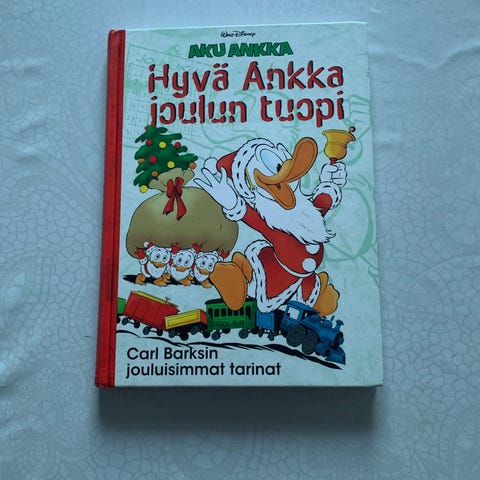 Walt Disney
AKU ANKKA
Hyvä Ankka
joulun tuopi
Carl Barksin
jouluisimmat tarinat